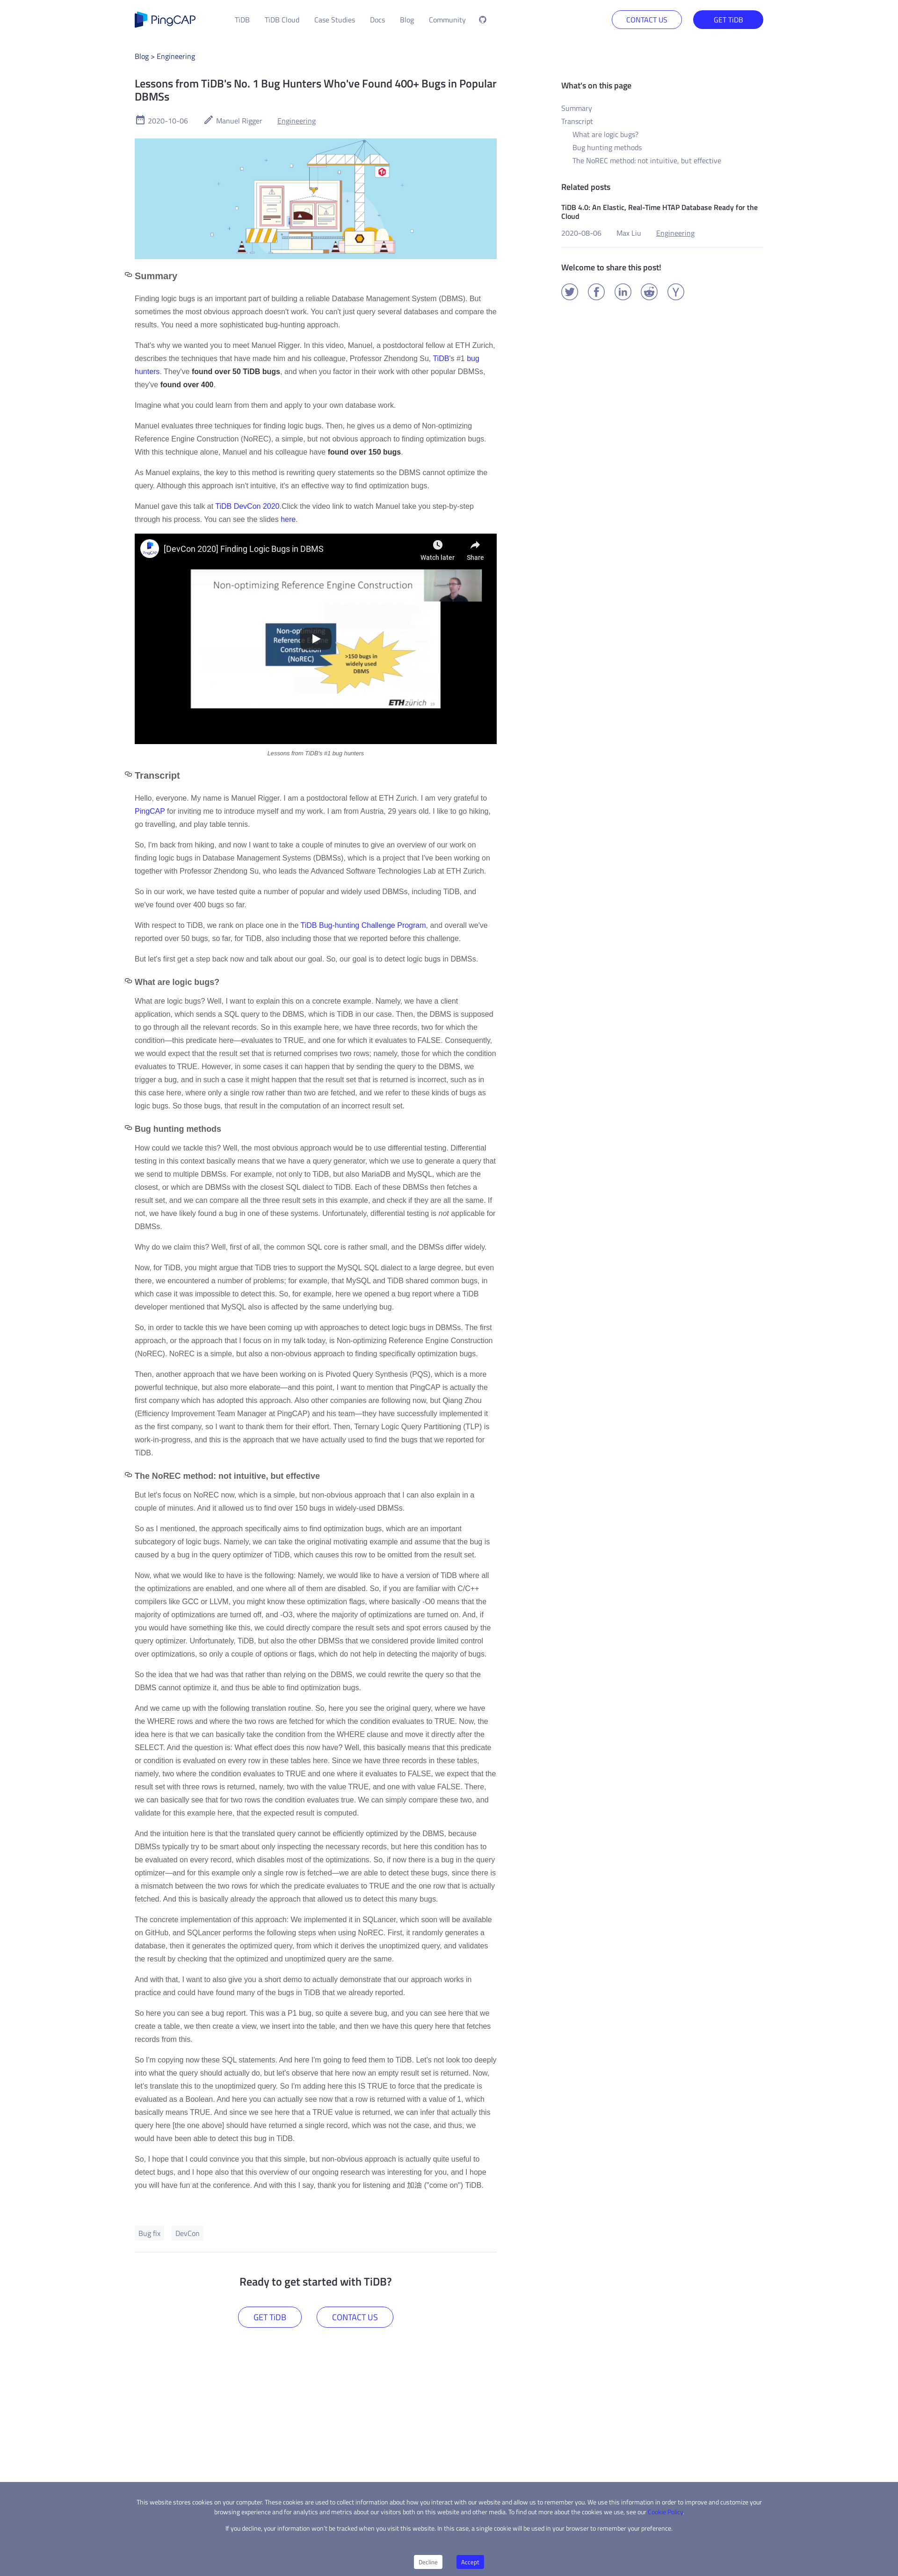 PingCAP
TiDB
TiDB Cloud
Case Studies
Docs
Blog
Community
CONTACT US
GET TiDB
Blog > Engineering
Lessons from TiDB's No. 1 Bug Hunters Who've Found 400+ Bugs in Popular
DBMSs
2020-10-06
Manuel Rigger
Engineering
Summary
Finding logic bugs is an important part of building a reliable Database Management System (DBMS). But
sometimes the most obvious approach doesn't work. You can't just query several databases and compare the
results. You need a more sophisticated bug-hunting approach.
That's why we wanted you to meet Manuel Rigger. In this video, Manuel, a postdoctoral fellow at ETH Zurich,
describes the techniques that have made him and his colleague, Professor Zhendong Su, TiDB's #1 bug
hunters. They've found over 50 TiDB bugs, and when you factor in their work with other popular DBMSs,
they've found over 400.
Imagine what you could learn from them and apply to your own database work.
Manuel evaluates three techniques for finding logic bugs. Then, he gives us a demo of Non-optimizing
Reference Engine Construction (NoREC), a simple, but not obvious approach to finding optimization bugs.
With this technique alone, Manuel and his colleague have found over 150 bugs.
As Manuel explains, the key to this method is rewriting query statements so the DBMS cannot optimize the
query. Although this approach isn't intuitive, it's an effective way to find optimization bugs.
Manuel gave this talk at TiDB DevCon 2020.Click the video link to watch Manuel take you step-by-step
through his process. You can see the slides here.
[DevCon 2020] Finding Logic Bugs in DBMS
Watch later
Share
Non-optimizing Reference Engine Construction
Non-optimizing
Reference Engine
Construction
(NoREC)
>150 bugs in
widely used
DBMS
ETH zürich
Lessons from TiDB's #1 bug hunters
Transcript
Hello, everyone. My name is Manuel Rigger. I am a postdoctoral fellow at ETH Zurich. I am very grateful to
PingCAP for inviting me to introduce myself and my work. I am from Austria, 29 years old. I like to go hiking,
go travelling, and play table tennis.
So, I'm back from hiking, and now I want to take a couple of minutes to give an overview of our work on
finding logic bugs in Database Management Systems (DBMSs), which is a project that I've been working on
together with Professor Zhendong Su, who leads the Advanced Software Technologies Lab at ETH Zurich.
So in our work, we have tested quite a number of popular and widely used DBMSs, including TiDB, and
we've found over 400 bugs so far.
With respect to TiDB, we rank on place one in the TiDB Bug-hunting Challenge Program, and overall we've
reported over 50 bugs, so far, for TiDB, also including those that we reported before this challenge.
But let's first get a step back now and talk about our goal. So, our goal is to detect logic bugs in DBMSs.
What are logic bugs?
What are logic bugs? Well, I want to explain this on a concrete example. Namely, we have a client
application, which sends a SQL query to the DBMS, which is TiDB in our case. Then, the DBMS is supposed
to go through all the relevant records. So in this example here, we have three records, two for which the
condition—this predicate here—evaluates to TRUE, and one for which it evaluates to FALSE. Consequently,
we would expect that the result set that is returned comprises two rows; namely, those for which the condition
evaluates to TRUE. However, in some cases it can happen that by sending the query to the DBMS, we
trigger a bug, and in such a case it might happen that the result set that is returned is incorrect, such as in
this case here, where only a single row rather than two are fetched, and we refer to these kinds of bugs as
logic bugs. So those bugs, that result in the computation of an incorrect result set.
Bug hunting methods
How could we tackle this? Well, the most obvious approach would be to use differential testing. Differential
testing in this context basically means that we have a query generator, which we use to generate a query that
we send to multiple DBMSs. For example, not only to TiDB, but also MariaDB and MySQL, which are the
closest, or which are DBMSs with the closest SQL dialect to TiDB. Each of these DBMSs then fetches a
result set, and we can compare all the three result sets in this example, and check if they are all the same. If
not, we have likely found a bug in one of these systems. Unfortunately, differential testing is not applicable for
DBMSs.
Why do we claim this? Well, first of all, the common SQL core is rather small, and the DBMSs differ widely.
Now, for TiDB, you might argue that TiDB tries to support the MySQL SQL dialect to a large degree, but even
there, we encountered a number of problems; for example, that MySQL and TiDB shared common bugs, in
which case it was impossible to detect this. So, for example, here we opened a bug report where a TiDB
developer mentioned that MySQL also is affected by the same underlying bug.
So, in order to tackle this we have been coming up with approaches to detect logic bugs in DBMSs. The first
approach, or the approach that I focus on in my talk today, is Non-optimizing Reference Engine Construction
(NoREC). NoREC is a simple, but also a non-obvious approach to finding specifically optimization bugs.
Then, another approach that we have been working on is Pivoted Query Synthesis (PQS), which is a more
powerful technique, but also more elaborate—and this point, I want to mention that PingCAP is actually the
first company which has adopted this approach. Also other companies are following now, but Qiang Zhou
(Efficiency Improvement Team Manager at PingCAP) and his team—they have successfully implemented it
as the first company, so I want to thank them for their effort. Then, Ternary Logic Query Partitioning (TLP) is
work-in-progress, and this is the approach that we have actually used to find the bugs that we reported for
TiDB.
The NoREC method: not intuitive, but effective
But let's focus on NoREC now, which is a simple, but non-obvious approach that I can also explain in a
couple of minutes. And it allowed us to find over 150 bugs in widely-used DBMSs.
So as I mentioned, the approach specifically aims to find optimization bugs, which are an important
subcategory of logic bugs. Namely, we can take the original motivating example and assume that the bug is
caused by a bug in the query optimizer of TiDB, which causes this row to be omitted from the result set.
Now, what we would like to have is the following: Namely, we would like to have a version of TiDB where all
the optimizations are enabled, and one where all of them are disabled. So, if you are familiar with C/C++
compilers like GCC or LLVM, you might know these optimization flags, where basically -O0 means that the
majority of optimizations are turned off, and -O3, where the majority of optimizations are turned on. And, if
you would have something like this, we could directly compare the result sets and spot errors caused by the
query optimizer. Unfortunately, TiDB, but also the other DBMSs that we considered provide limited control
over optimizations, so only a couple of options or flags, which do not help in detecting the majority of bugs.
So the idea that we had was that rather than relying on the DBMS, we could rewrite the query so that the
DBMS cannot optimize it, and thus be able to find optimization bugs.
And we came up with the following translation routine. So, here you see the original query, where we have
the WHERE rows and where the two rows are fetched for which the condition evaluates to TRUE. Now, the
idea here is that we can basically take the condition from the WHERE clause and move it directly after the
SELECT. And the question is: What effect does this now have? Well, this basically means that this predicate
or condition is evaluated on every row in these tables here. Since we have three records in these tables,
namely, two where the condition evaluates to TRUE and one where it evaluates to FALSE, we expect that the
result set with three rows is returned, namely, two with the value TRUE, and one with value FALSE. There,
we can basically see that for two rows the condition evaluates true. We can simply compare these two, and
validate for this example here, that the expected result is computed.
And the intuition here is that the translated query cannot be efficiently optimized by the DBMS, because
DBMSs typically try to be smart about only inspecting the necessary records, but here this condition has to
be evaluated on every record, which disables most of the optimizations. So, if now there is a bug in the query
optimizer—and for this example only a single row is fetched—we are able to detect these bugs, since there is
a mismatch between the two rows for which the predicate evaluates to TRUE and the one row that is actually
fetched. And this is basically already the approach that allowed us to detect this many bugs.
The concrete implementation of this approach: We implemented it in SQLancer, which soon will be available
on GitHub, and SQLancer performs the following steps when using NoREC. First, it randomly generates a
database, then it generates the optimized query, from which it derives the unoptimized query, and validates
the result by checking that the optimized and unoptimized query are the same.
And with that, I want to also give you a short demo to actually demonstrate that our approach works in
practice and could have found many of the bugs in TiDB that we already reported.
So here you can see a bug report. This was a P1 bug, so quite a severe bug, and you can see here that we
create a table, we then create a view, we insert into the table, and then we have this query here that fetches
records from this.
So I'm copying now these SQL statements. And here I'm going to feed them to TiDB. Let's not look too deeply
into what the query should actually do, but let's observe that here now an empty result set is returned. Now,
let's translate this to the unoptimized query. So I'm adding here this IS TRUE to force that the predicate is
evaluated as a Boolean. And here you can actually see now that a row is returned with a value of 1, which
basically means TRUE. And since we see here that a TRUE value is returned, we can infer that actually this
query here [the one above] should have returned a single record, which was not the case, and thus, we
would have been able to detect this bug in TiDB.
So, I hope that I could convince you that this simple, but non-obvious approach is actually quite useful to
detect bugs, and I hope also that this overview of our ongoing research was interesting for you, and I hope
you will have fun at the conference. And with this I say, thank you for listening and 加油 ("come on") TiDB.
Bug fix
DevCon
Ready to get started with TiDB?
GET TiDB
CONTACT US
What's on this page
Summary
Transcript
What are logic bugs?
Bug hunting methods
The NoREC method: not intuitive, but effective
Related posts
TiDB 4.0: An Elastic, Real-Time HTAP Database Ready for the
Cloud
2020-08-06
Max Liu
Engineering
Welcome to share this post!
This website stores cookies on your computer. These cookies are used to collect information about how you interact with our website and allow us to remember you. We use this information in order to improve and customize your
browsing experience and for analytics and metrics about our visitors both on this website and other media. To find out more about the cookies we use, see our Cookie Policy.
If you decline, your information won't be tracked when you visit this website. In this case, a single cookie will be used in your browser to remember your preference.
Decline
Accept